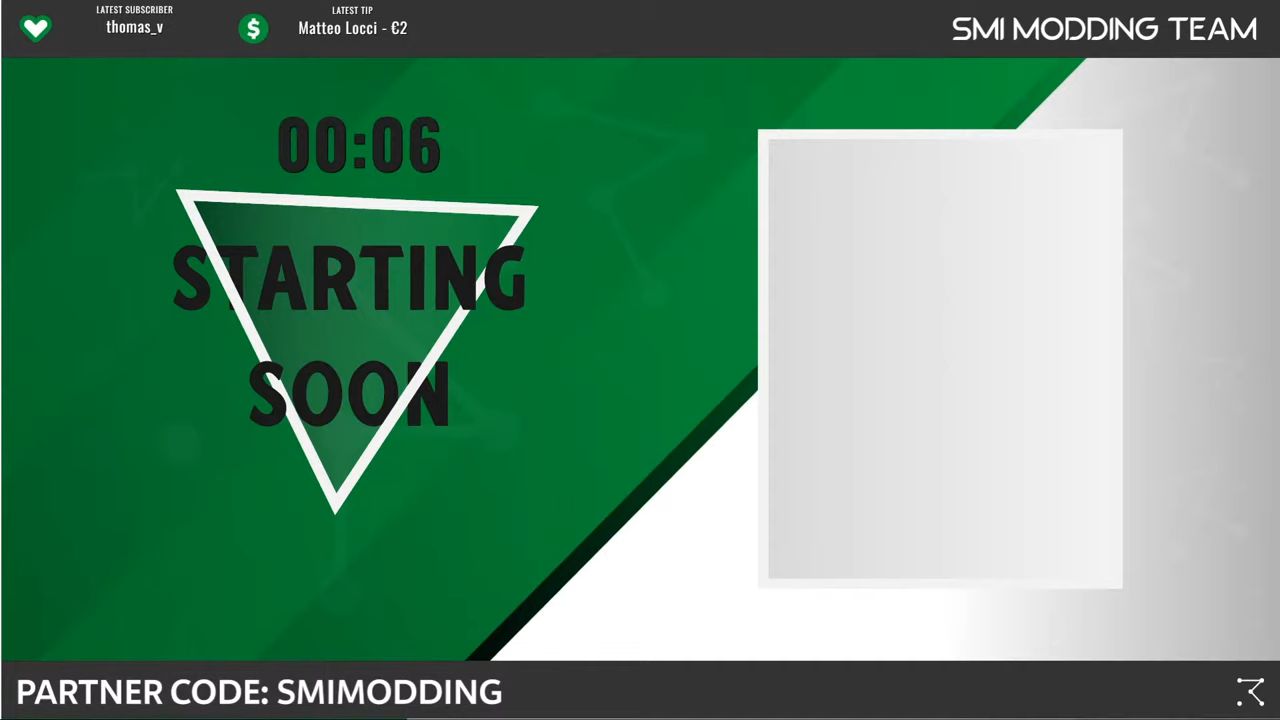 LATEST SUBSCRIBER
thomas_v
LATEST TIP
Matteo Locci - €2
SMI MODDING TEAM
00:06
STARTING
SOON
PARTNER CODE: SMIMODDING